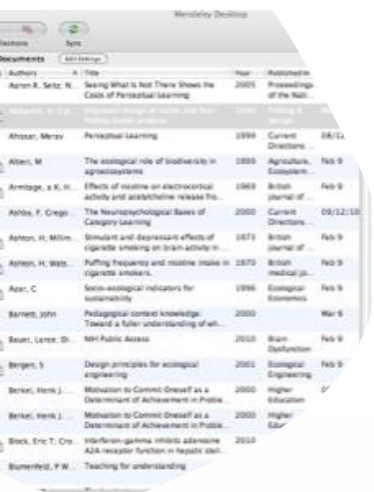 Mendeley Desktop
Sync
Documents Edit Settings
Authors Title Year Published In
Aaron R. Seitz; N... Seeing What Is Not There Shows the 2005 Proceedings
Costs of Perceptual Learning of the Nat...
Ahissar, Merav Perceptual Learning 1999 Current
Directions ...
Altieri, M The ecological role of biodiversity in 1999 Agriculture, Feb 9
agroecosystems Ecosystem...
Armitage, a K; H... Effects of nicotine on electrocortical 1969 British Feb 9
activity and acetylcholine release fro... journal of ...
Ashby, F. Grego... The Neuropsychological Bases of 2000 Current 09/12/10
Category Learning Directions ...
Ashton, H; Millm... Stimulant and depressant effects of 1973 British Feb 9
cigarette smoking on brain activity in ... journal of ...
Ashton, H; Wats... Puffing frequency and nicotine intake in 1970 British Feb 9
cigarette smokers. medical jo...
Azar, C Socio-ecological indicators for 1996 Ecological Feb 9
sustainability Economics
Barnett, John Pedagogical context knowledge: 2000 Mar 6
Toward a fuller understanding of wh...
Bauer, Lance; Di... NIH Public Access 2010 Brain Feb 9
Dysfunction
Bergen, S Design principles for ecological 2001 Ecological Feb 9
engineering Engineering
Berkel, Henk J. ... Motivation to Commit Oneself as a 2000 Higher
Determinant of Achievement in Proble... Education
Berkel, Henk J. ... Motivation to Commit Oneself as a 2000 Higher
Determinant of Achievement in Proble...
Block, Eric T; Cro... Interferon-gamma inhibits adenosine 2010
A2A receptor function in hepatic stell...
Blumenfeld, P W... Teaching for understanding